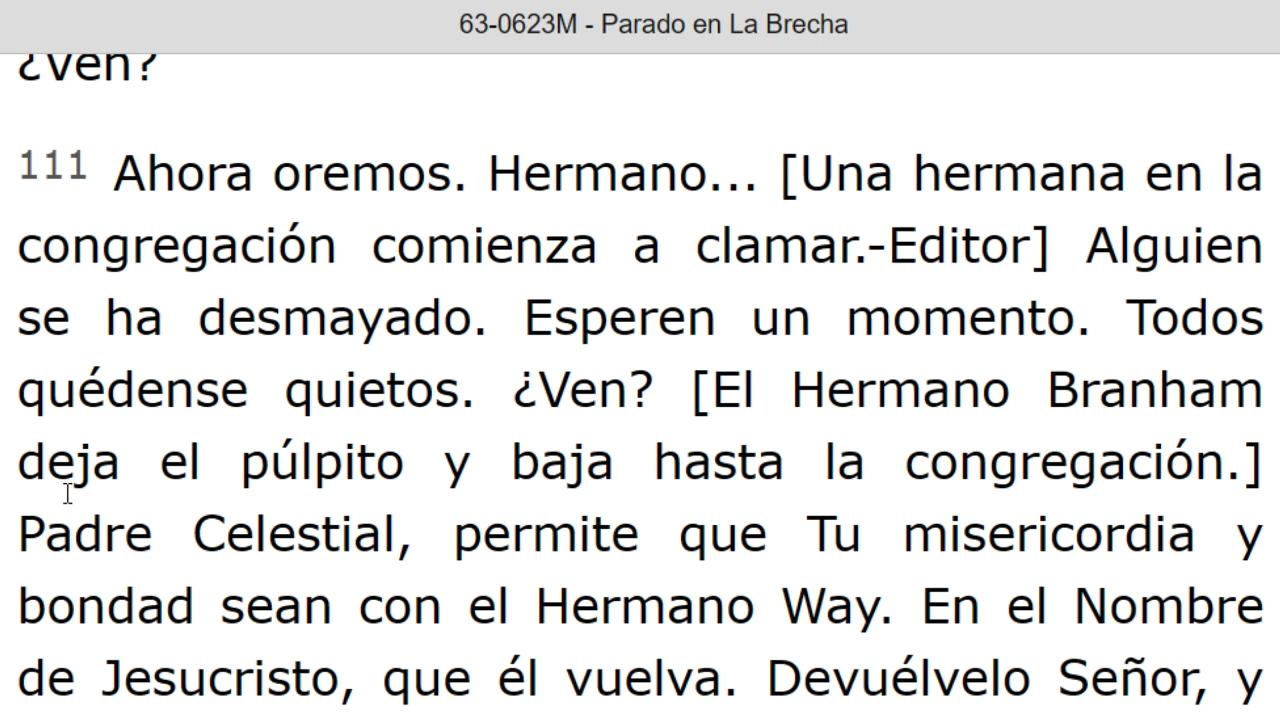 63-0623M - Parado en La Brecha
¿Ven?
111 Ahora oremos. Hermano... [Una hermana en la
congregación comienza a clamar.-Editor] Alguien
se ha desmayado. Esperen un momento. Todos
quédense quietos. ¿Ven? [El Hermano Branham
deja el púlpito y baja hasta la congregación.]
Padre Celestial, permite que Tu misericordia y
bondad sean con el Hermano Way. En el Nombre
de Jesucristo, que él vuelva. Devuélvelo Señor, y